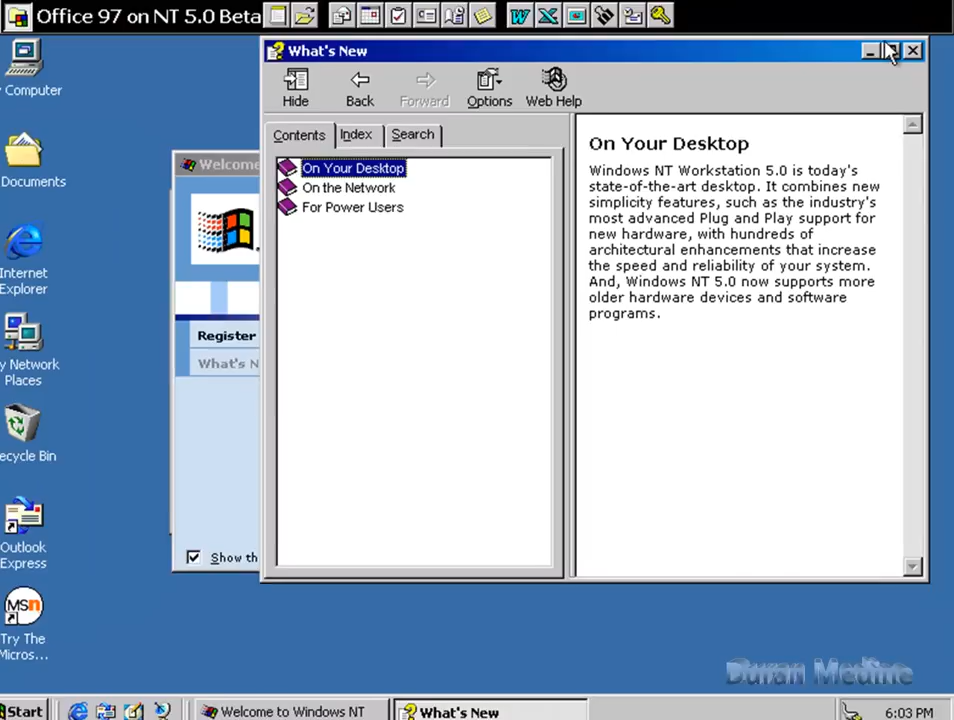 Office 97 on NT 5.0 Beta
What's New
Hide
Back
Forward
Options
Web Help
Contents
Index
Search
On Your Desktop
On the Network
For Power Users
On Your Desktop
Windows NT Workstation 5.0 is today's
state-of-the-art desktop. It combines new
simplicity features, such as the industry's
most advanced Plug and Play support for
new hardware, with hundreds of
architectural enhancements that increase
the speed and reliability of your system.
And, Windows NT 5.0 now supports more
older hardware devices and software
programs.
Computer
Documents
Internet
Explorer
y Network
Places
ecycle Bin
Outlook
Express
MSn
Try The
Micros...
Welcome
Register
What's N
Show th
Duran Medine
Start
Welcome to Windows NT
What's New
6:03 PM